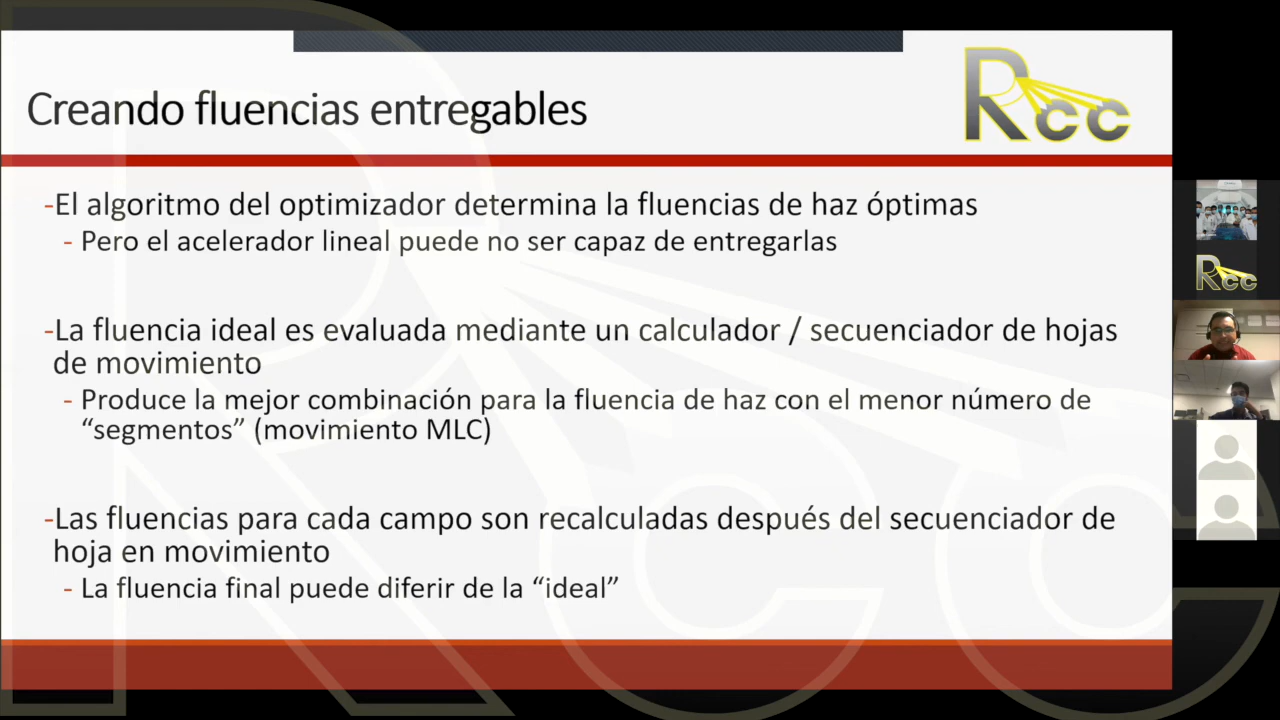 Creando fluencias entregables
Rcc
-El algoritmo del optimizador determina la fluencias de haz óptimas
- Pero el acelerador lineal puede no ser capaz de entregarlas
-La fluencia ideal es evaluada mediante un calculador / secuenciador de hojas
de movimiento
- Produce la mejor combinación para la fluencia de haz con el menor número de
“segmentos” (movimiento MLC)
-Las fluencias para cada campo son recalculadas después del secuenciador de
hoja en movimiento
- La fluencia final puede diferir de la “ideal”
Rcc